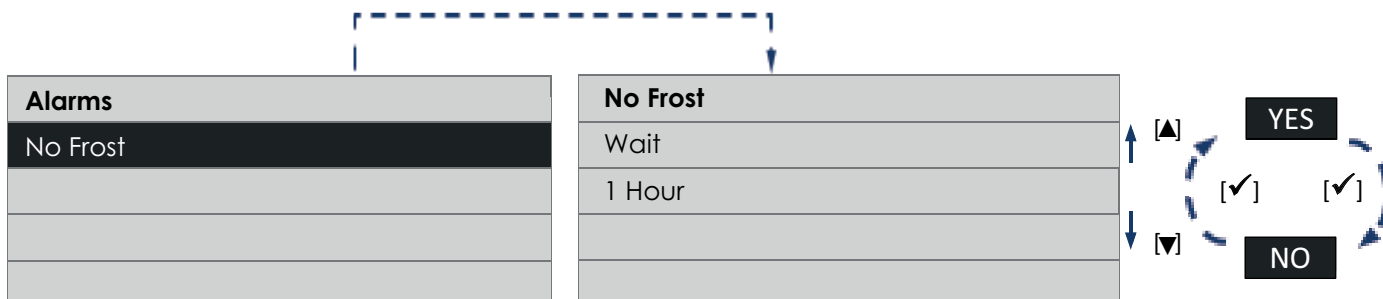 Alarms
No Frost
No Frost
Wait
1 Hour
[▲]
[▼]
YES
[✓] [✓]
NO